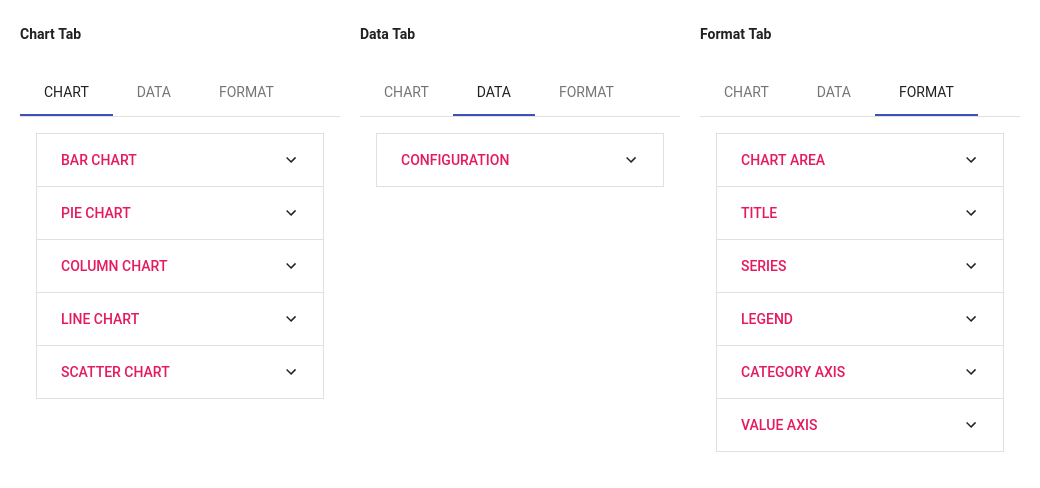 Chart Tab
CHART DATA FORMAT
BAR CHART
PIE CHART
COLUMN CHART
LINE CHART
SCATTER CHART
Data Tab
CHART DATA FORMAT
CONFIGURATION
Format Tab
CHART DATA FORMAT
CHART AREA
TITLE
SERIES
LEGEND
CATEGORY AXIS
VALUE AXIS